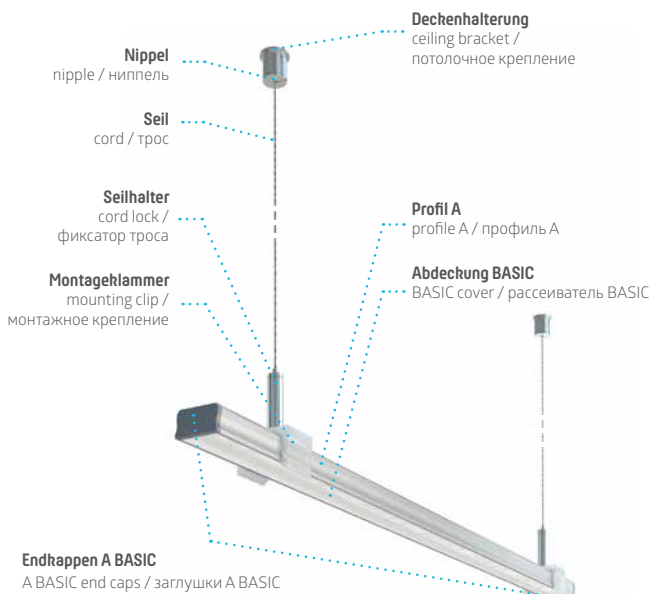 Deckenhalterung
ceiling bracket /
потолочное крепление
Nippel
nipple / ниппель
Seil
cord / трос
Seilhalter
cord lock /
фиксатор троса
Profil A
profile A / профиль А
Montageklammer
mounting clip /
монтажное крепление
Abdeckung BASIC
BASIC cover / рассеиватель BASIC
Endkappen A BASIC
A BASIC end caps / заглушки A BASIC